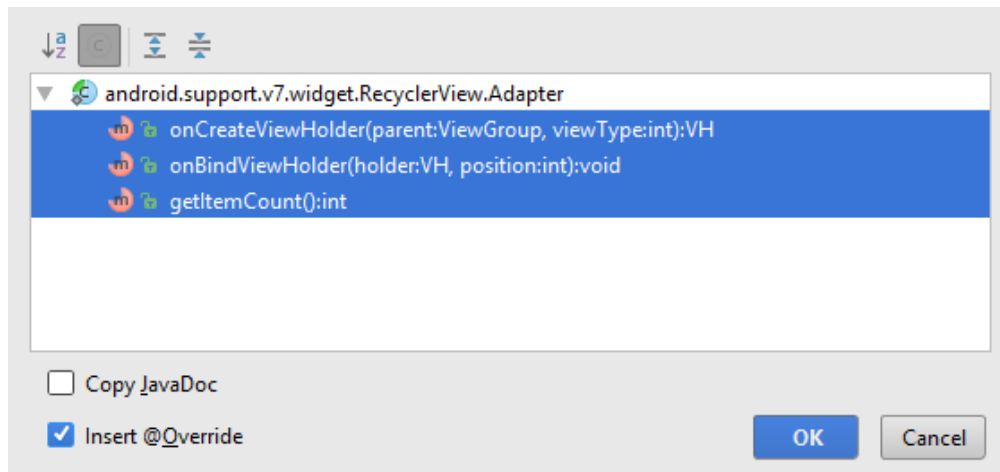 android.support.v7.widget.RecyclerView.Adapter
onCreateViewHolder(parent:ViewGroup, viewType:int):VH
onBindViewHolder(holder:VH, position:int):void
getItemCount():int
Copy JavaDoc
Insert @Override
OK
Cancel